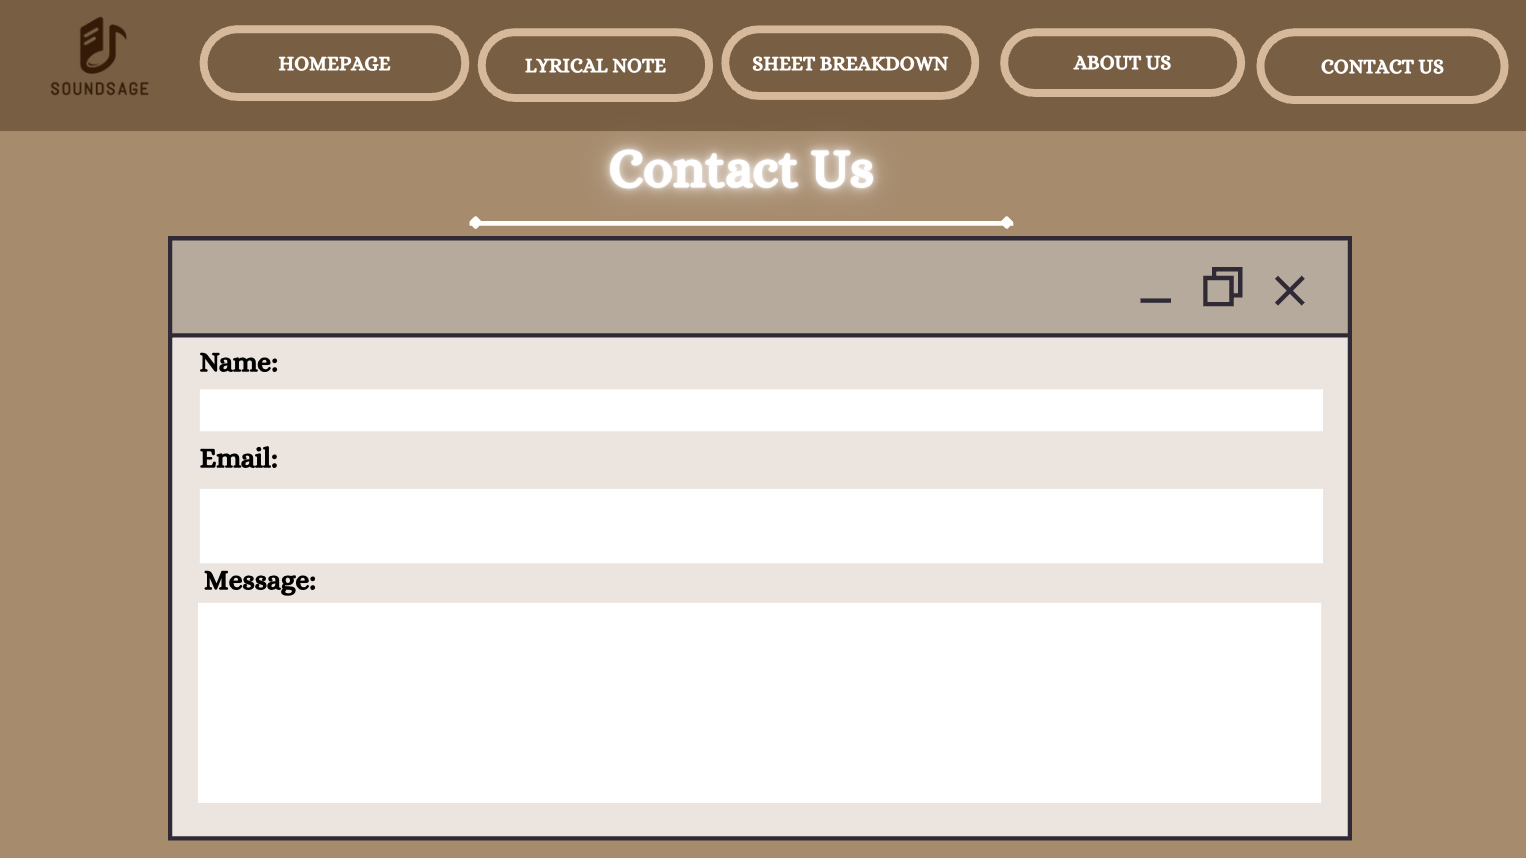 SOUNDSAGE
HOMEPAGE
LYRICAL NOTE
SHEET BREAKDOWN
ABOUT US
CONTACT US
Contact Us
Name:
Email:
Message: